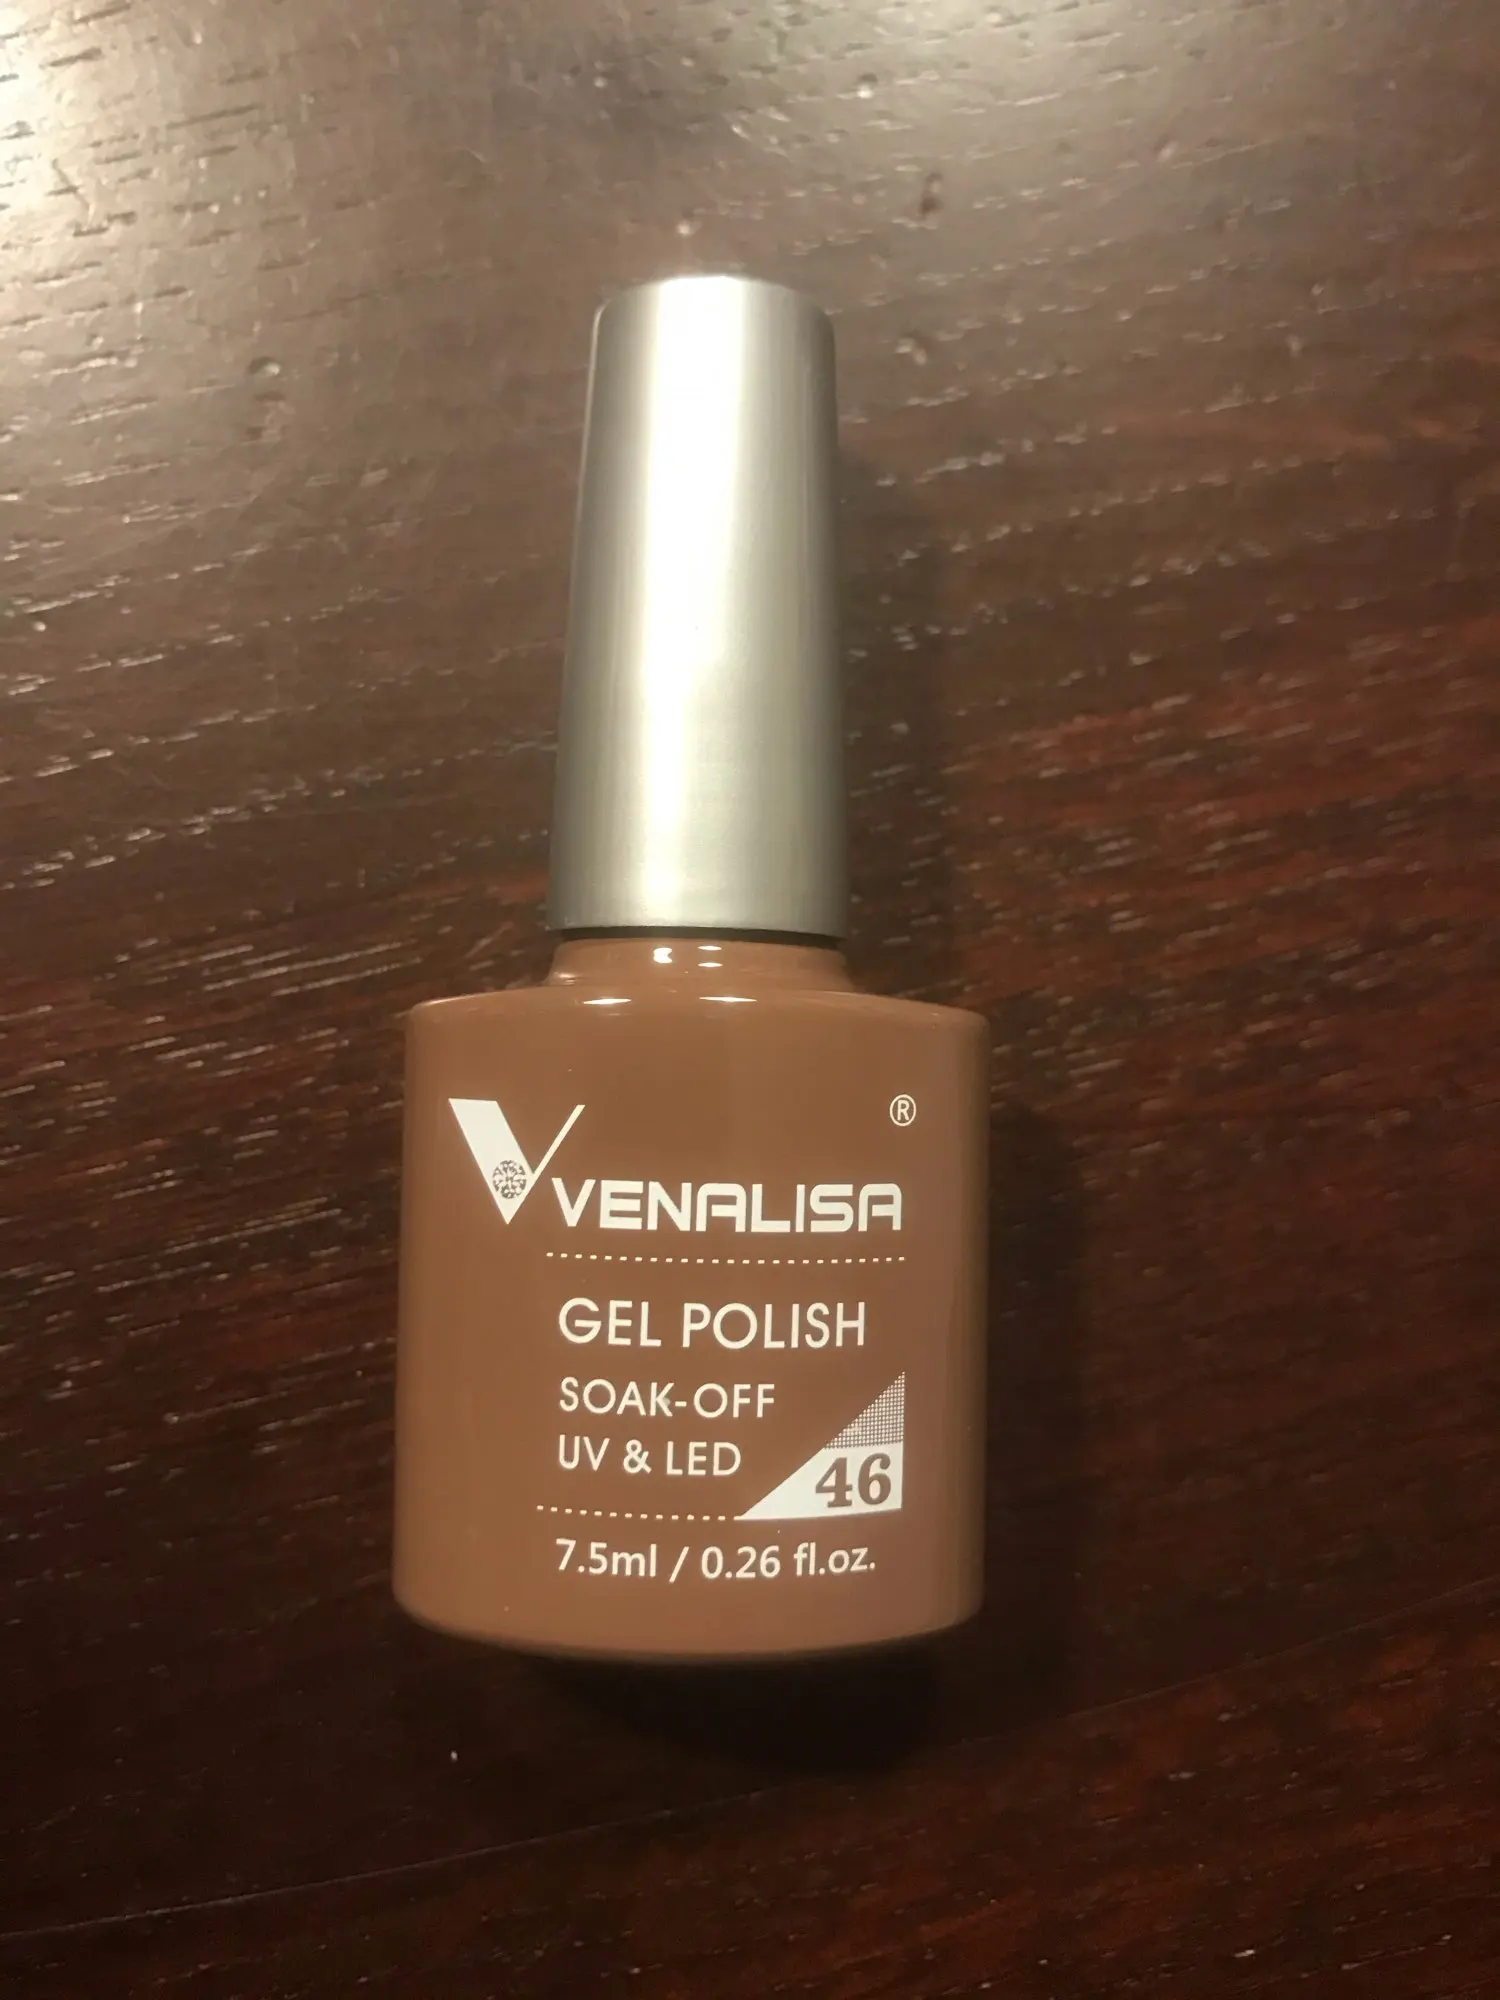 ®
VENALISA
GEL POLISH
SOAK-OFF
UV & LED
46
7.5ml / 0.26 fl.oz.